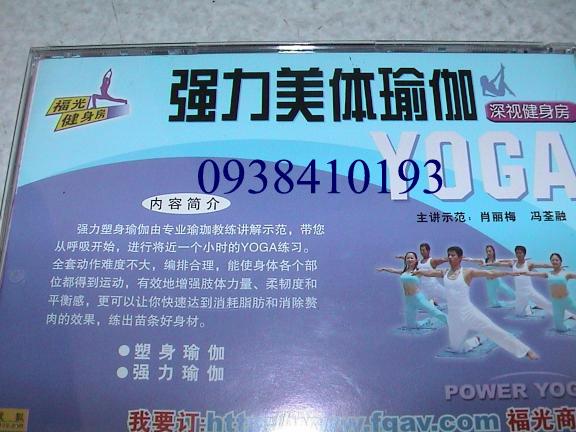 福光
健身房
强力美体瑜伽
深视健身房
YOGA
0938410193
主讲示范：肖丽梅 冯荃融
内容简介
强力塑身瑜伽由专业瑜珈教练讲解示范，带您
从呼吸开始，进行将近一个小时的YOGA练习。
全套动作难度不大，编排合理，能使身体各个部
位都得到运动，有效地增强肢体力量、柔韧度和
平衡感，更可以让你快速达到消耗脂肪和消除赘
肉的效果，练出苗条好身材。
●塑身瑜伽
●强力瑜伽
POWER YOG
我要订:http://www.fgav.com 福光商